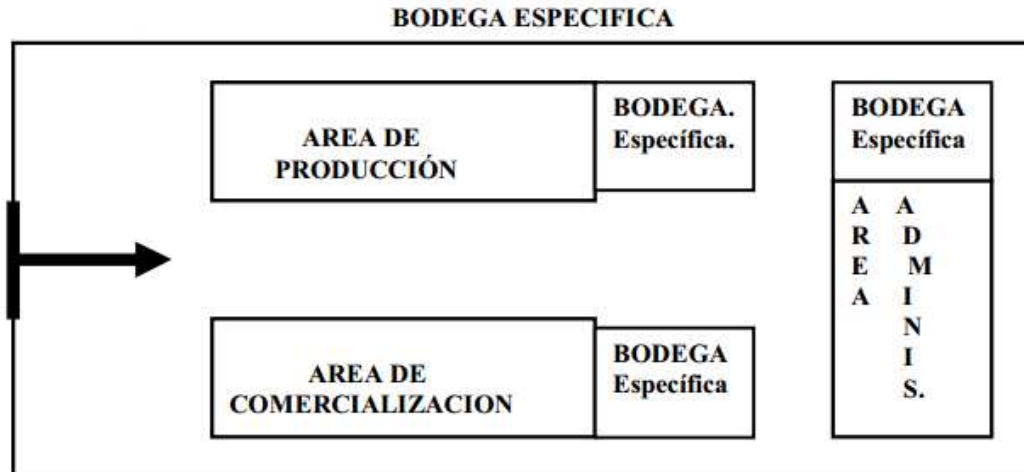 BODEGA ESPECIFICA
AREA DE
PRODUCCIÓN
BODEGA.
Específica.
BODEGA
Específica
A A
R D
E M
A I
N
I
S.
AREA DE
COMERCIALIZACION
BODEGA
Específica